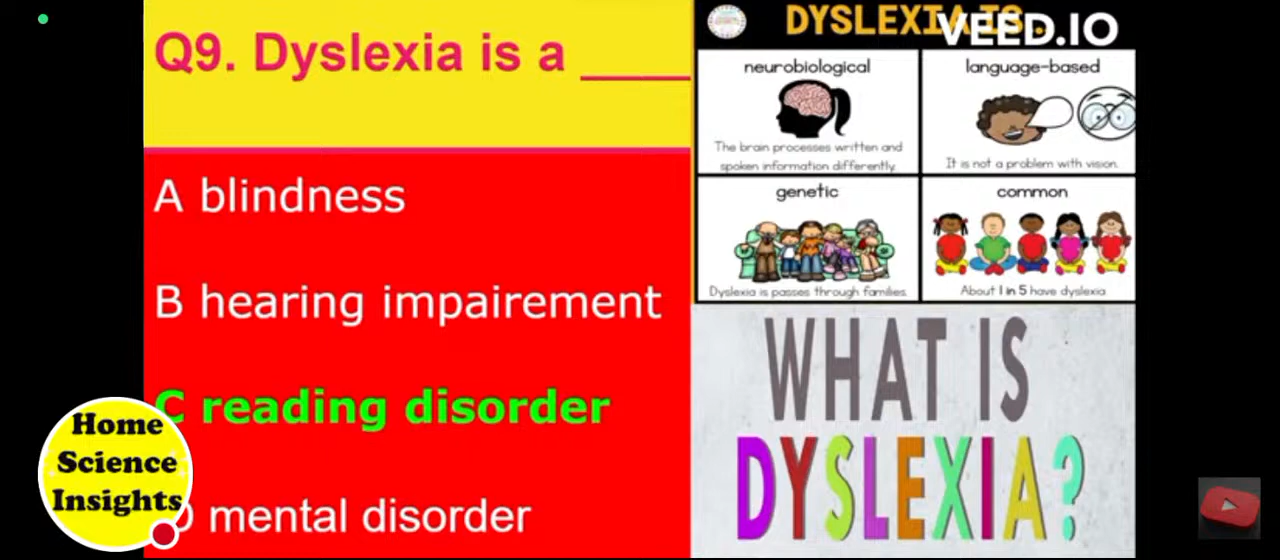 Q9. Dyslexia is a ____
A blindness
B hearing impairement
C reading disorder
D mental disorder
Home
Science
Insights
DYSLEXIA IS
VEED.IO
neurobiological
The brain processes written and
spoken information differently.
language-based
It is not a problem with vision.
genetic
Dyslexia is passes through families.
common
About 1 in 5 have dyslexia
WHAT IS
DYSLEXIA?